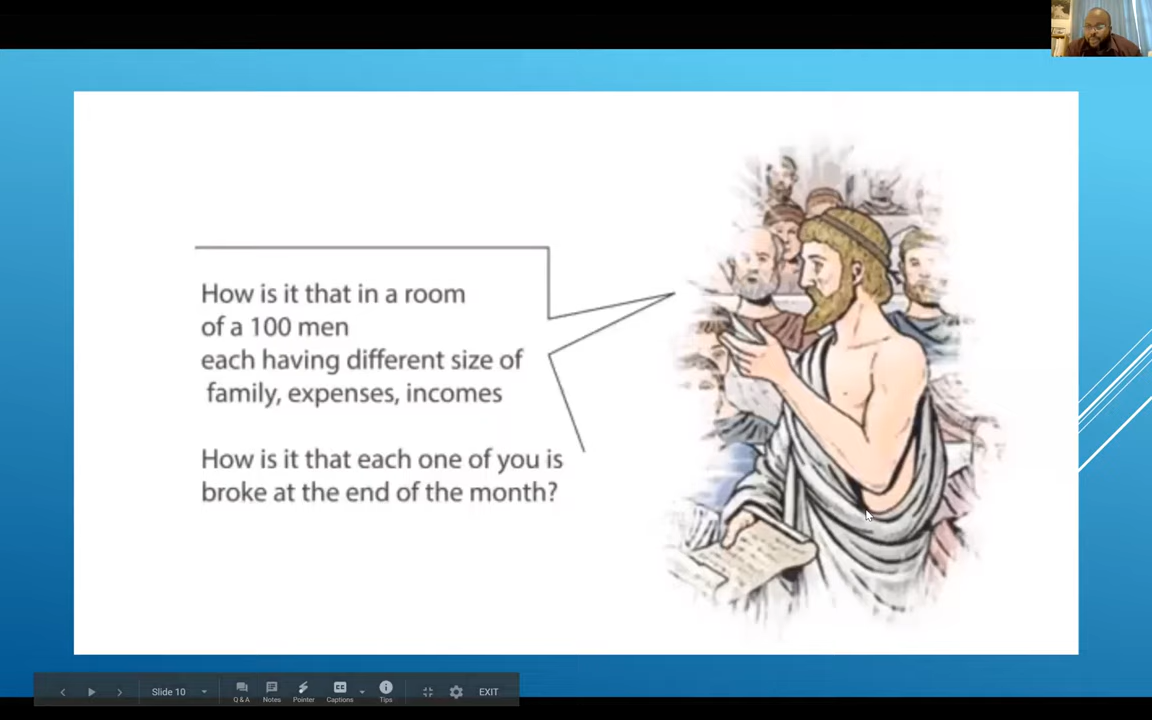 How is it that in a room
of a 100 men
each having different size of
family, expenses, incomes
How is it that each one of you is
broke at the end of the month?
Slide 10
Q & A
Notes
Pointer
CC
Captions
Tips
EXIT